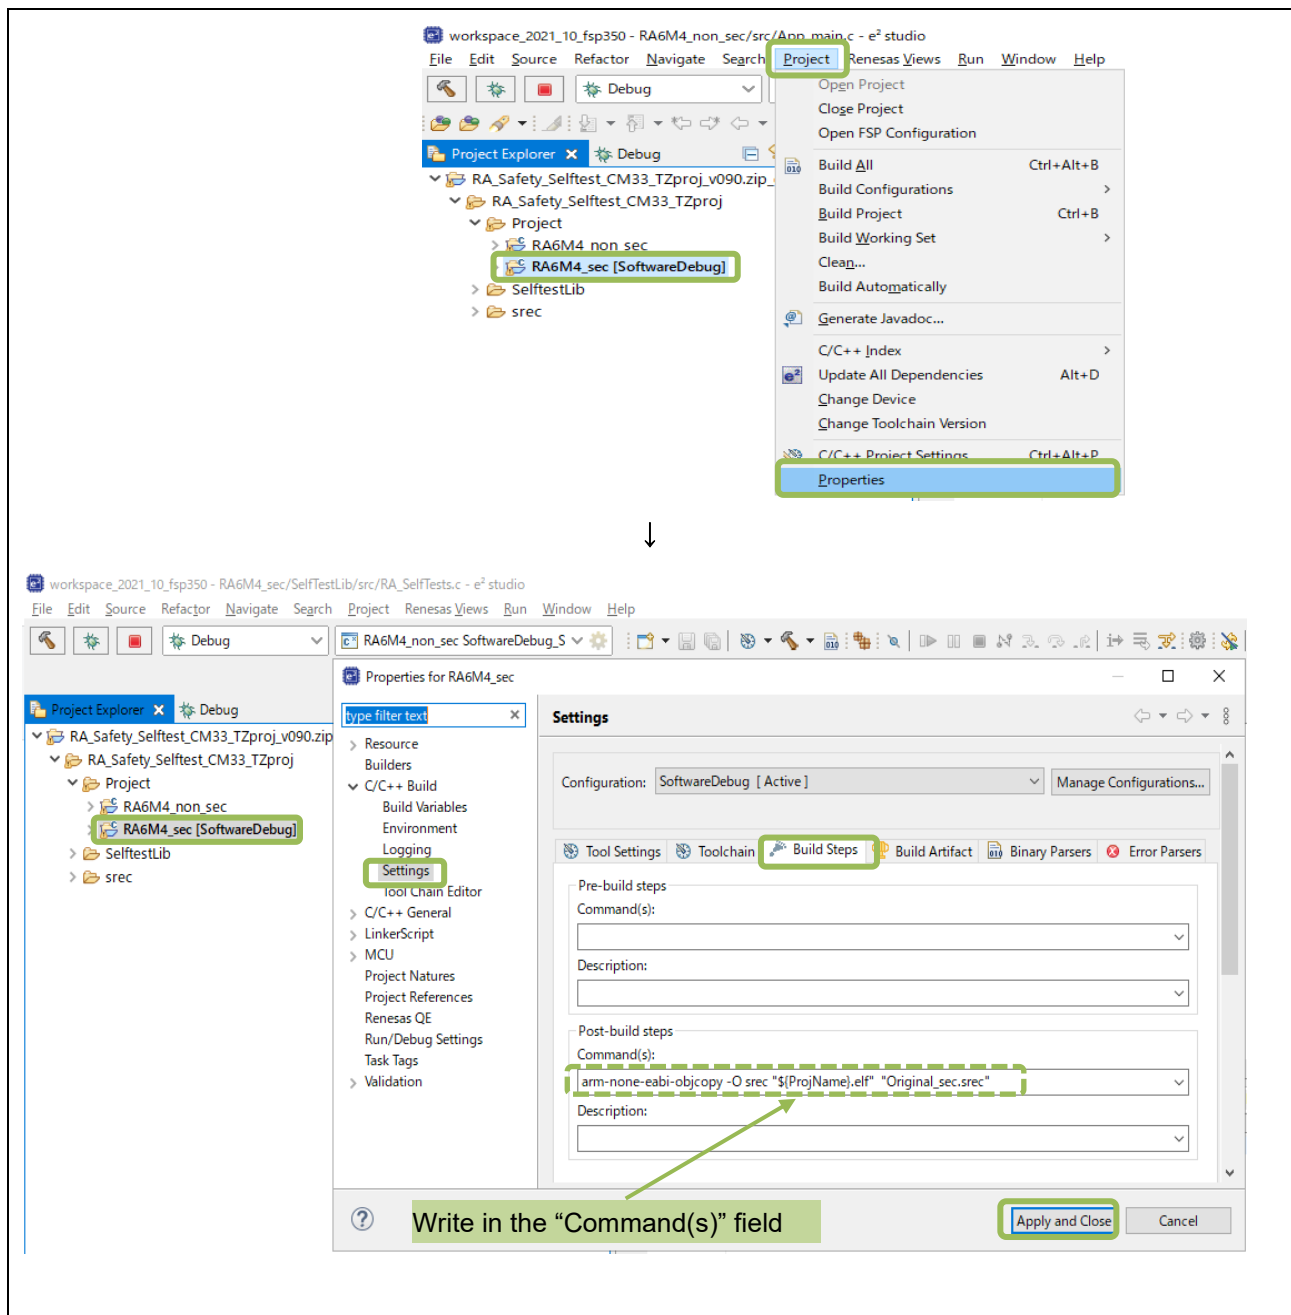 workspace_2021_10_fsp350 - RA6M4_non_sec/src/App_main.c - e² studio
File Edit Source Refactor Navigate Search Project Renesas Views Run Window Help
Debug
Open Project
Close Project
Open FSP Configuration
Build All Ctrl+Alt+B
Build Configurations >
Build Project Ctrl+B
Build Working Set >
Clean...
Build Automatically
Generate Javadoc...
C/C++ Index >
Update All Dependencies Alt+D
Change Device
Change Toolchain Version
C/C++ Project Settings Ctrl+Alt+P
Properties
Project Explorer Debug
RA_Safety_Selftest_CM33_TZproj_v090.zip_
RA_Safety_Selftest_CM33_TZproj
Project
RA6M4_non_sec
RA6M4_sec [SoftwareDebug]
SelftestLib
srec
↓
workspace_2021_10_fsp350 - RA6M4_sec/SelfTestLib/src/RA_SelfTests.c - e² studio
File Edit Source Refactor Navigate Search Project Renesas Views Run Window Help
Debug RA6M4_non_sec SoftwareDebug_S
Project Explorer Debug
RA_Safety_Selftest_CM33_TZproj_v090.zip
RA_Safety_Selftest_CM33_TZproj
Project
RA6M4_non_sec
RA6M4_sec [SoftwareDebug]
SelftestLib
srec
Properties for RA6M4_sec
type filter text
Resource
Builders
C/C++ Build
Build Variables
Environment
Logging
Settings
Tool Chain Editor
C/C++ General
LinkerScript
MCU
Project Natures
Project References
Renesas QE
Run/Debug Settings
Task Tags
Validation
Settings
Configuration: SoftwareDebug [ Active ] Manage Configurations...
Tool Settings Toolchain Build Steps Build Artifact Binary Parsers Error Parsers
Pre-build steps
Command(s):
Description:
Post-build steps
Command(s):
arm-none-eabi-objcopy -O srec "${ProjName}.elf" "Original_sec.srec"
Description:
Write in the “Command(s)” field
Apply and Close Cancel